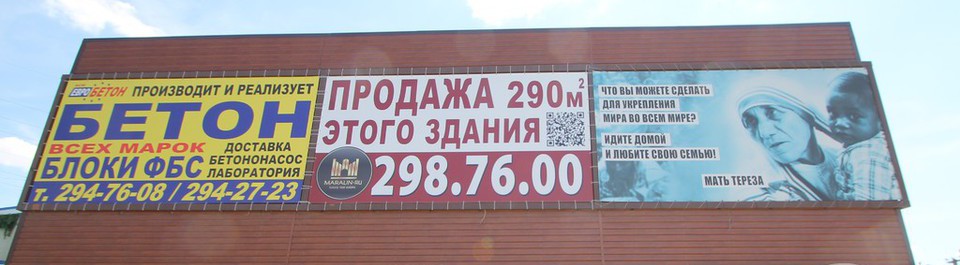 ЕВРОБЕТОН ПРОИЗВОДИТ И РЕАЛИЗУЕТ
БЕТОН
ВСЕХ МАРОК
БЛОКИ ФБС
ДОСТАВКА
БЕТОНОНАСОС
ЛАБОРАТОРИЯ
т. 294-76-08 / 294-27-23
ПРОДАЖА 290м²
ЭТОГО ЗДАНИЯ
MARALIN-RU
298.76.00
ЧТО ВЫ МОЖЕТЕ СДЕЛАТЬ
ДЛЯ УКРЕПЛЕНИЯ
МИРА ВО ВСЕМ МИРЕ?
ИДИТЕ ДОМОЙ
И ЛЮБИТЕ СВОЮ СЕМЬЮ!
МАТЬ ТЕРЕЗА